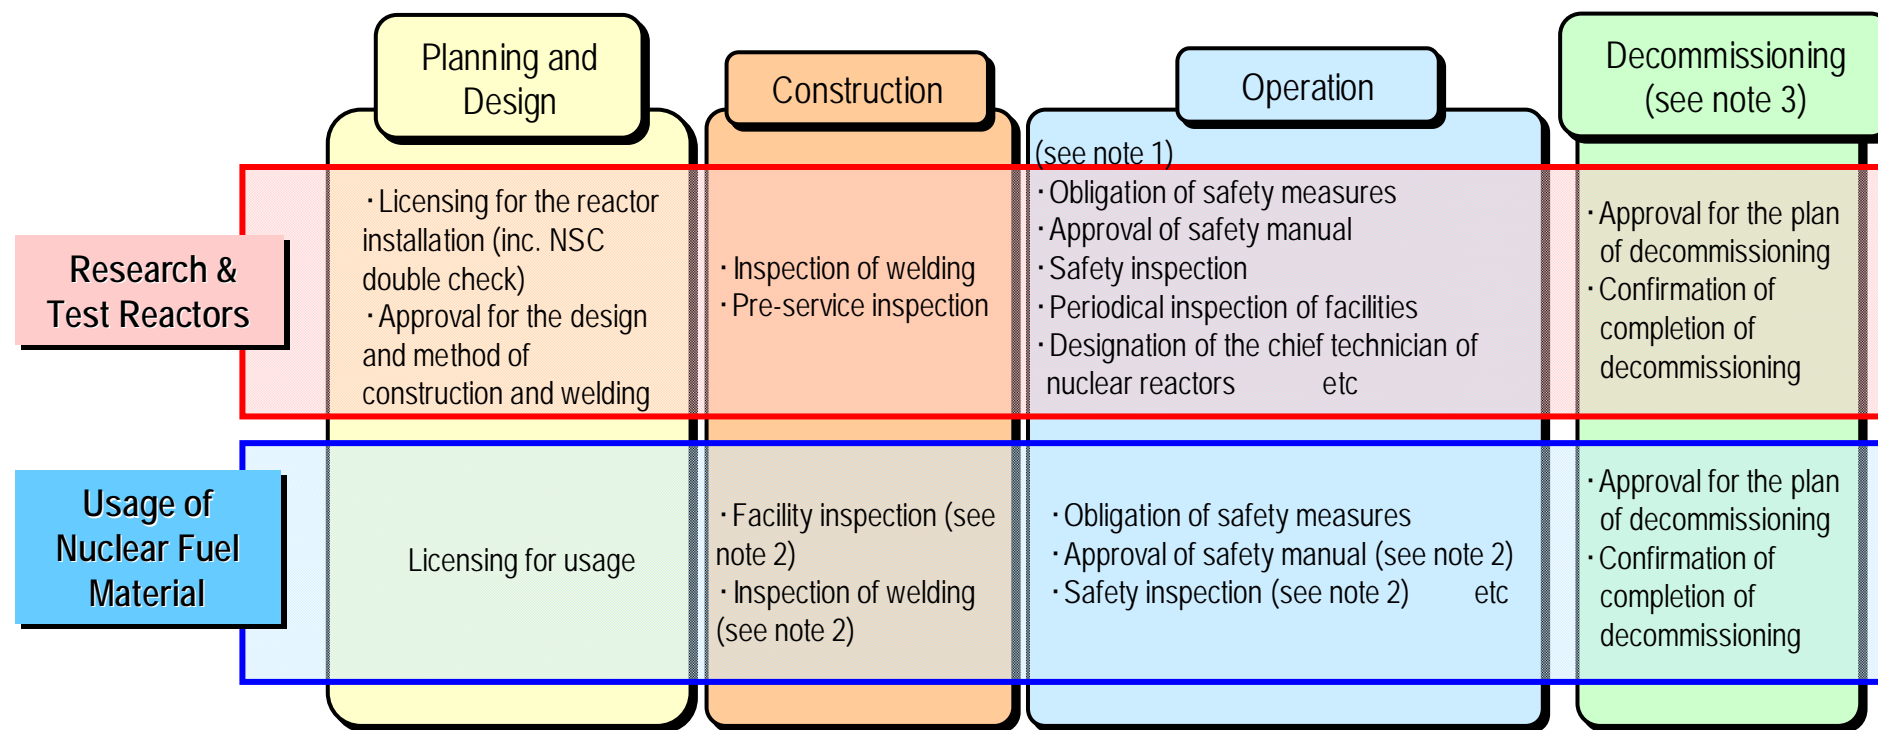 Planning and
Design
Construction
Operation
Decommissioning
(see note 3)
(see note 1)
Research &
Test Reactors
・Licensing for the reactor
installation (inc. NSC
double check)
・Approval for the design
and method of
construction and welding
・Inspection of welding
・Pre-service inspection
・Obligation of safety measures
・Approval of safety manual
・Safety inspection
・Periodical inspection of facilities
・Designation of the chief technician of
nuclear reactors etc
・Approval for the plan
of decommissioning
・Confirmation of
completion of
decommissioning
Usage of
Nuclear Fuel
Material
Licensing for usage
・Facility inspection (see
note 2)
・Inspection of welding
(see note 2)
・Obligation of safety measures
・Approval of safety manual (see note 2)
・Safety inspection (see note 2) etc
・Approval for the plan
of decommissioning
・Confirmation of
completion of
decommissioning